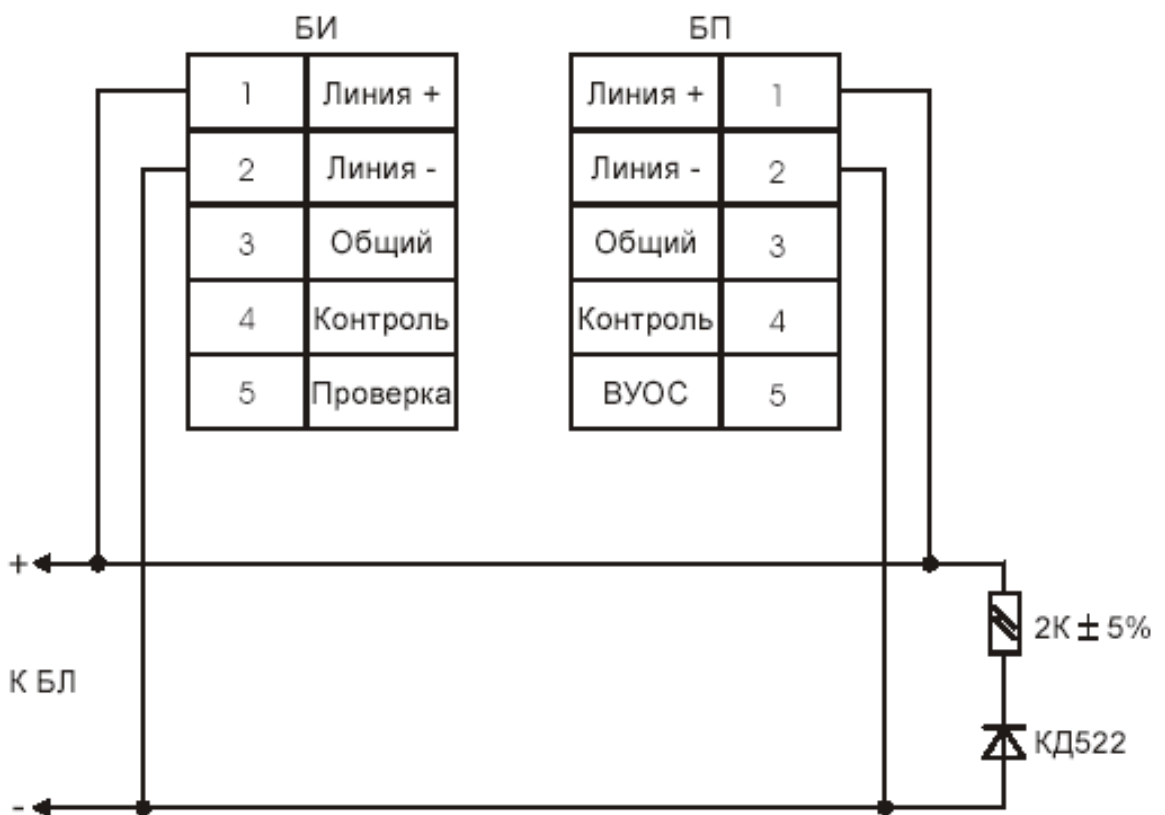 БИ
1 Линия +
2 Линия -
3 Общий
4 Контроль
5 Проверка
БП
Линия + 1
Линия - 2
Общий 3
Контроль 4
ВУОС 5
+
К БЛ
-
2К ± 5%
КД522